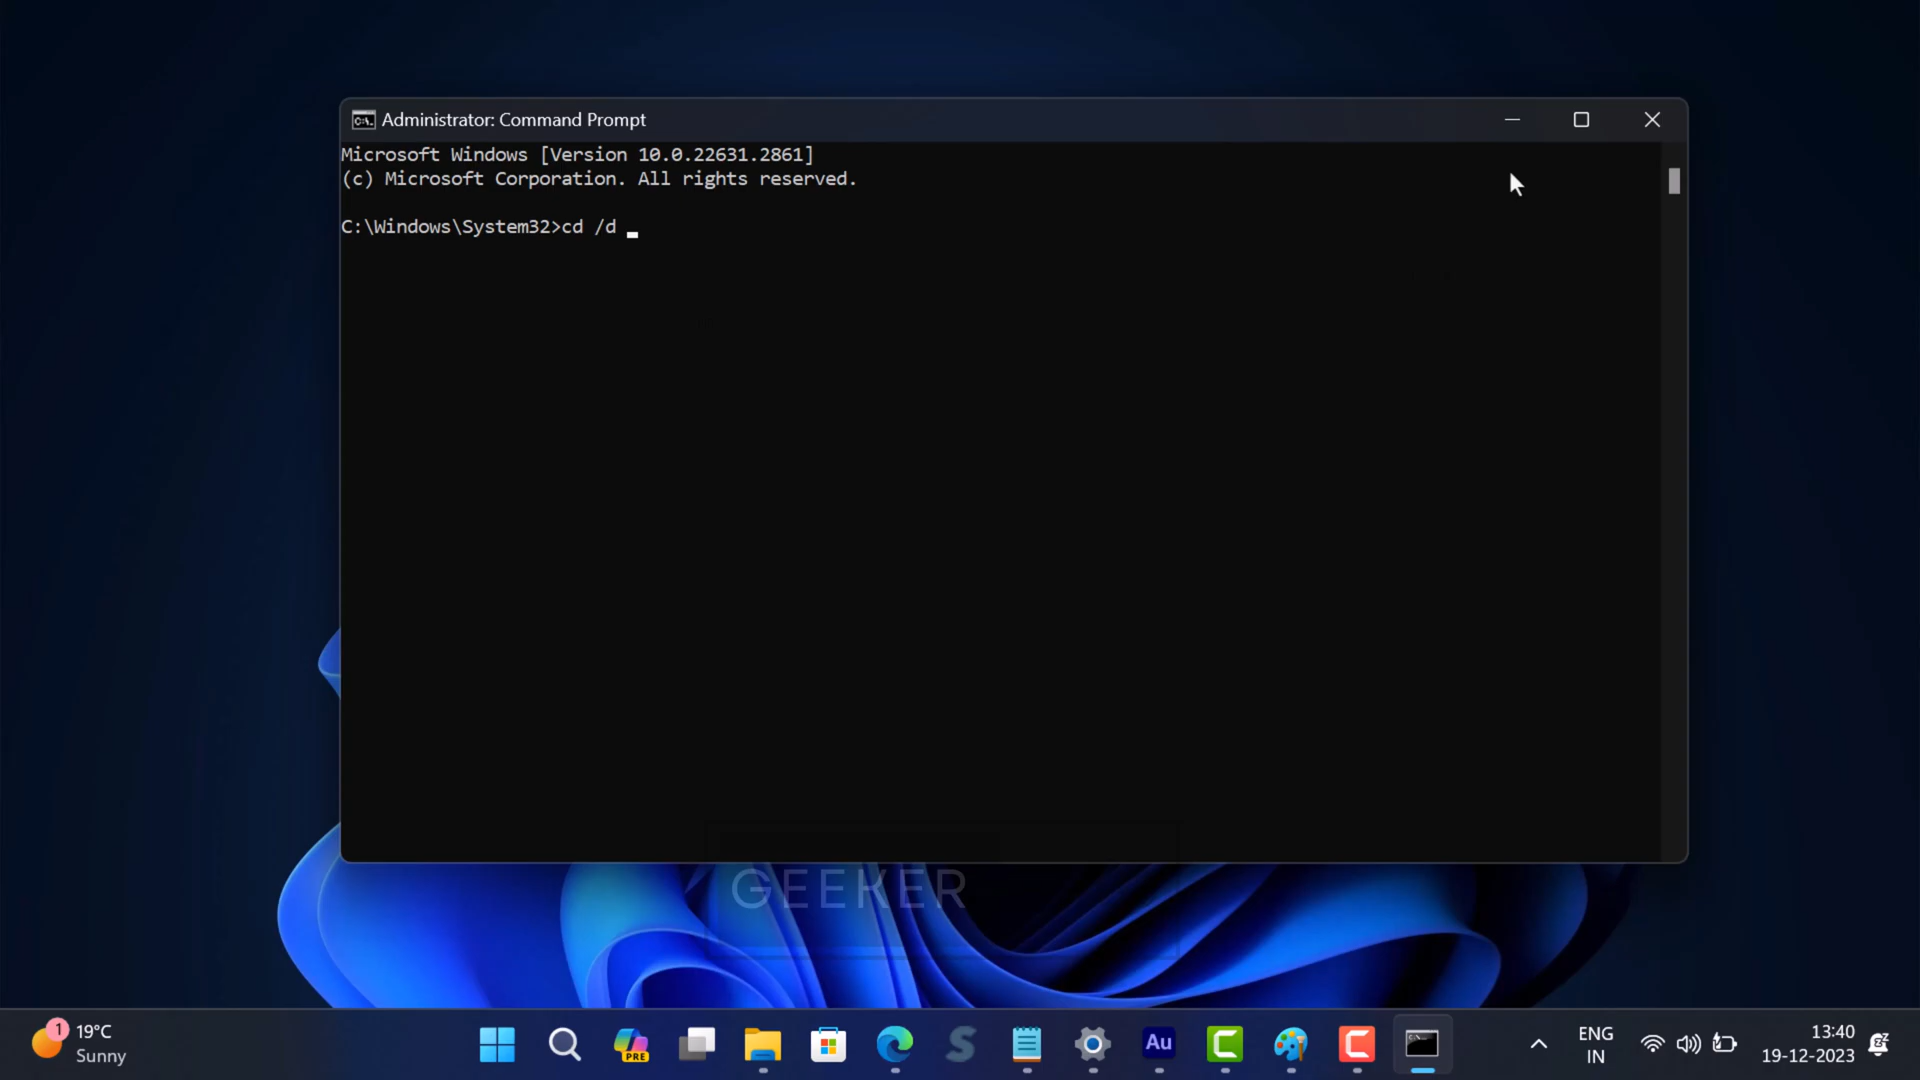 Administrator: Command Prompt
Microsoft Windows [Version 10.0.22631.2861]
(c) Microsoft Corporation. All rights reserved.
C:\Windows\System32>cd /d _
GEEKER
1
19°C
Sunny
PRE
Au
ENG
IN
13:40
19-12-2023